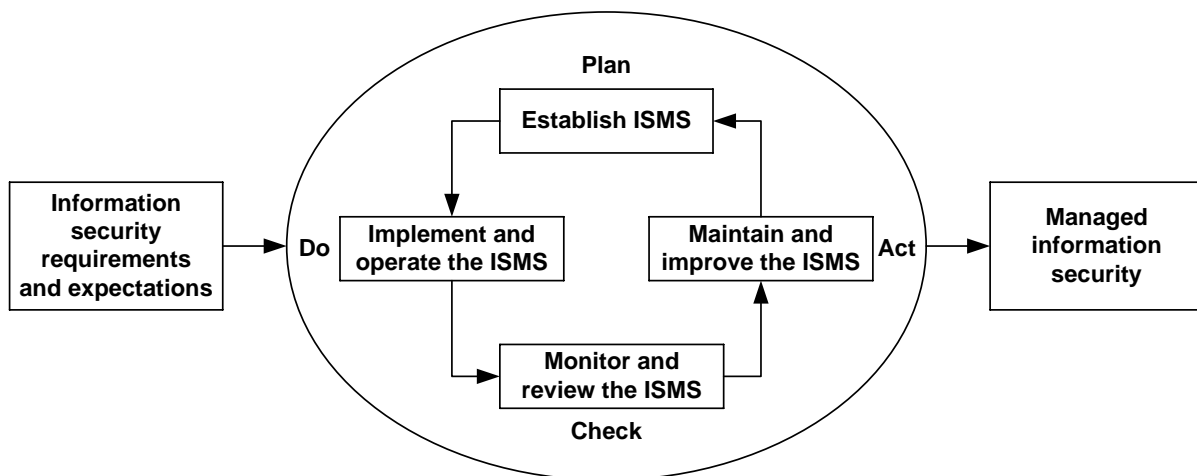 Plan
Establish ISMS
Information
security
requirements
and expectations
Do
Implement and
operate the ISMS
Maintain and
improve the ISMS
Act
Managed
information
security
Monitor and
review the ISMS
Check